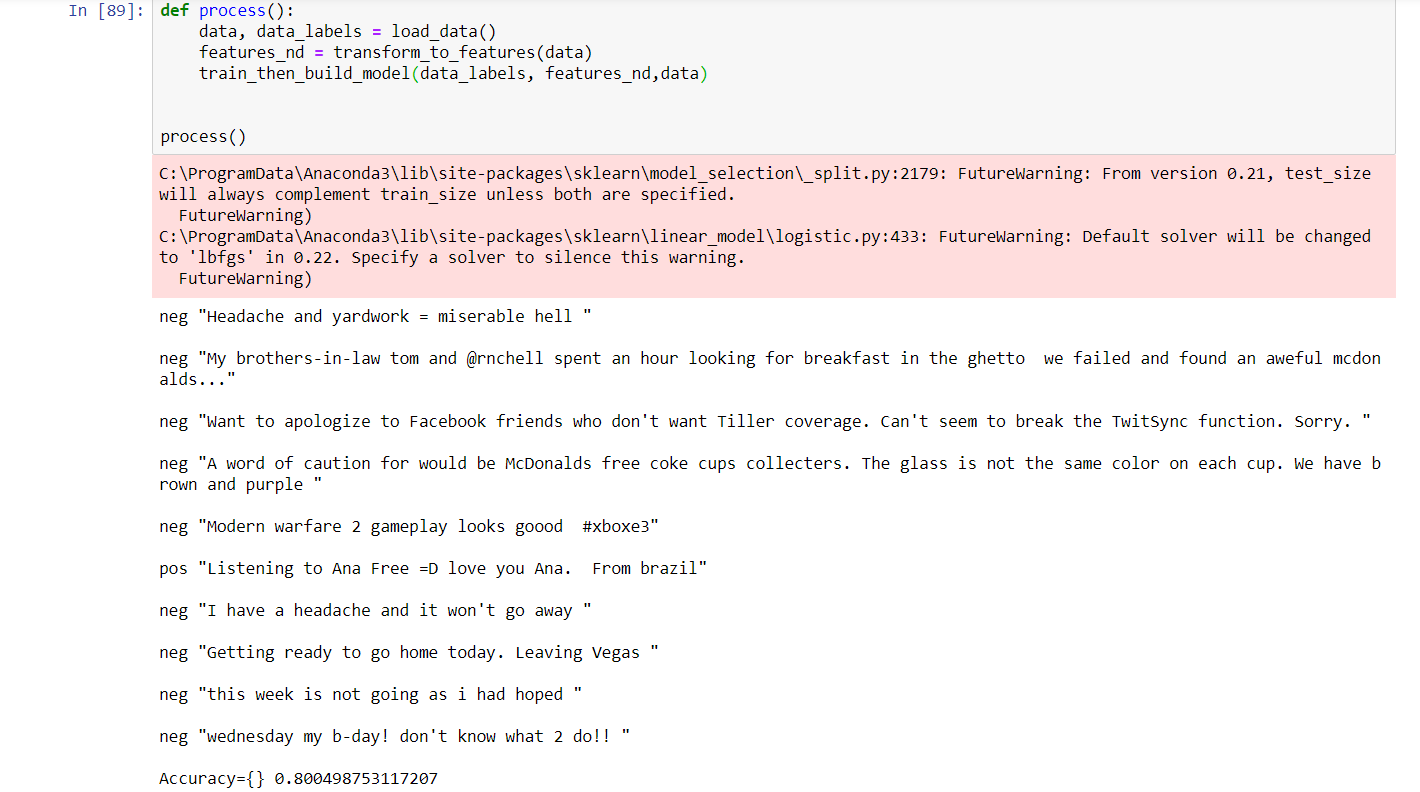 In [89]: def process():
    data, data_labels = load_data()
    features_nd = transform_to_features(data)
    train_then_build_model(data_labels, features_nd,data)
process()
C:\ProgramData\Anaconda3\lib\site-packages\sklearn\model_selection\_split.py:2179: FutureWarning: From version 0.21, test_size
will always complement train_size unless both are specified.
  FutureWarning)
C:\ProgramData\Anaconda3\lib\site-packages\sklearn\linear_model\logistic.py:433: FutureWarning: Default solver will be changed
to 'lbfgs' in 0.22. Specify a solver to silence this warning.
  FutureWarning)
neg "Headache and yardwork = miserable hell "
neg "My brothers-in-law tom and @rnchell spent an hour looking for breakfast in the ghetto  we failed and found an aweful mcdon
alds..."
neg "Want to apologize to Facebook friends who don't want Tiller coverage. Can't seem to break the TwitSync function. Sorry. "
neg "A word of caution for would be McDonalds free coke cups collecters. The glass is not the same color on each cup. We have b
rown and purple "
neg "Modern warfare 2 gameplay looks goood  #xboxe3"
pos "Listening to Ana Free =D love you Ana.  From brazil"
neg "I have a headache and it won't go away "
neg "Getting ready to go home today. Leaving Vegas "
neg "this week is not going as i had hoped "
neg "wednesday my b-day! don't know what 2 do!! "
Accuracy={} 0.800498753117207